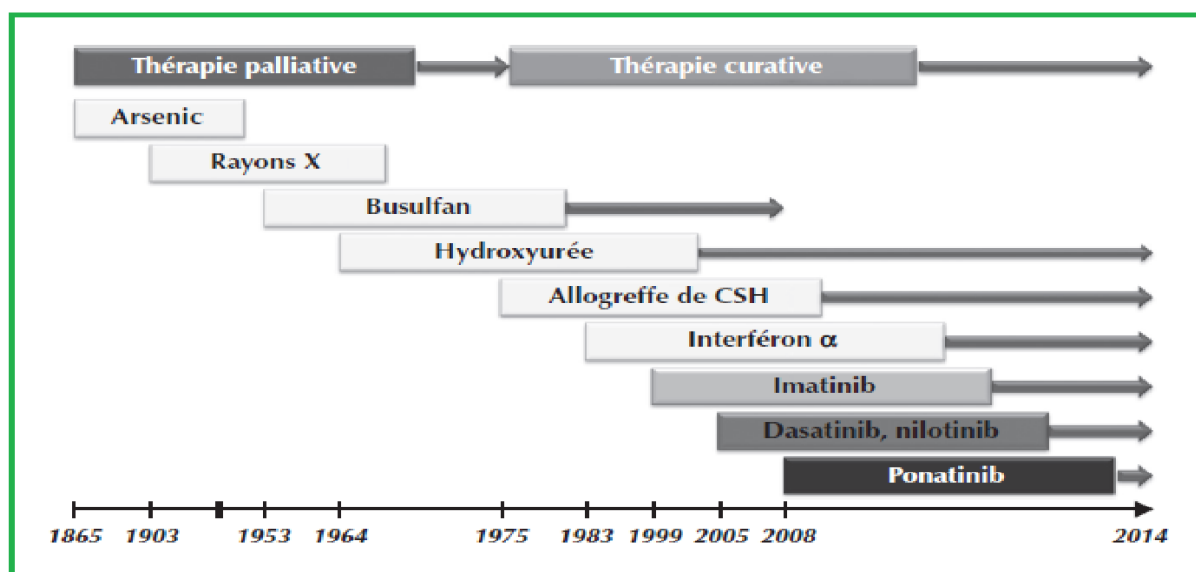 Thérapie palliative
Thérapie curative
Arsenic
Rayons X
Busulfan
Hydroxyurée
Allogreffe de CSH
Interféron α
Imatinib
Dasatinib, nilotinib
Ponatinib
1865 1903 1953 1964 1975 1983 1999 2005 2008 2014